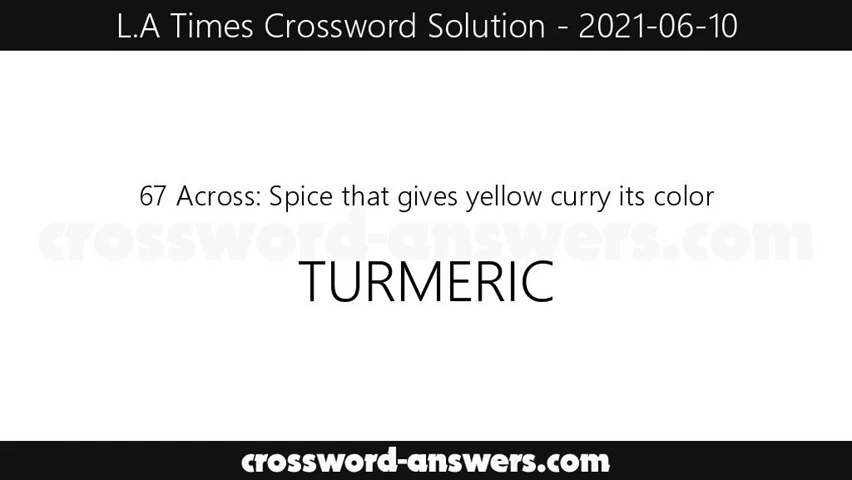 L.A Times Crossword Solution - 2021-06-10
67 Across: Spice that gives yellow curry its color
crossword-answers.com
TURMERIC
crossword-answers.com